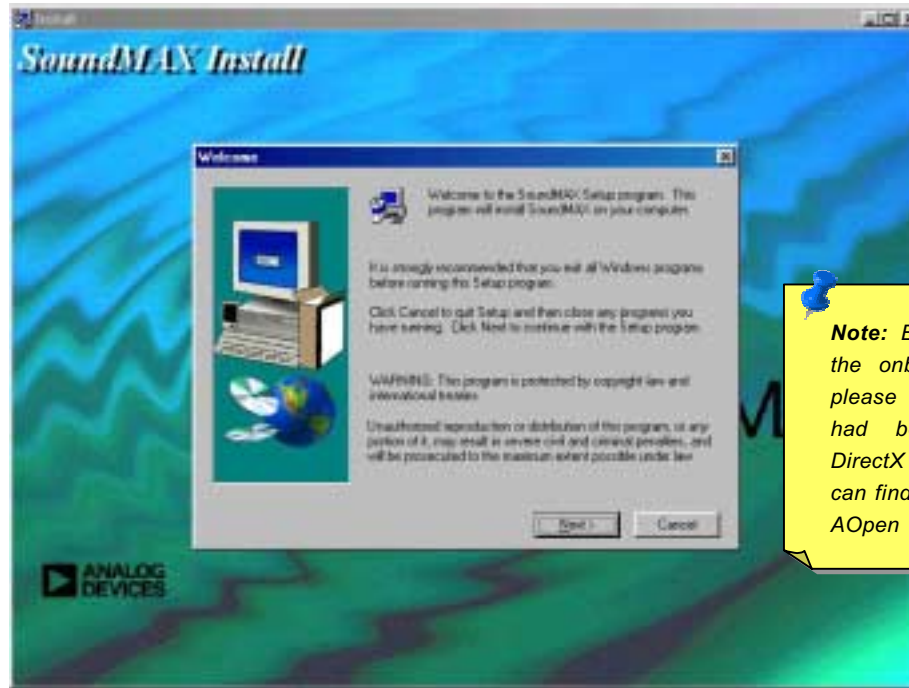 Install
SoundMAX Install
Welcome
Welcome to the SoundMAX Setup program. This
program will install SoundMAX on your computer.
It is strongly recommended that you exit all Windows programs
before running this Setup program.
Click Cancel to quit Setup and then close any programs you
have running. Click Next to continue with the Setup program.
WARNING: This program is protected by copyright law and
international treaties.
Unauthorized reproduction or distribution of this program, or any
portion of it, may result in severe civil and criminal penalties, and
will be prosecuted to the maximum extent possible under law.
Next >
Cancel
M
ANALOG
DEVICES
Note:
the
please
had
DirectX
can find
AOpen